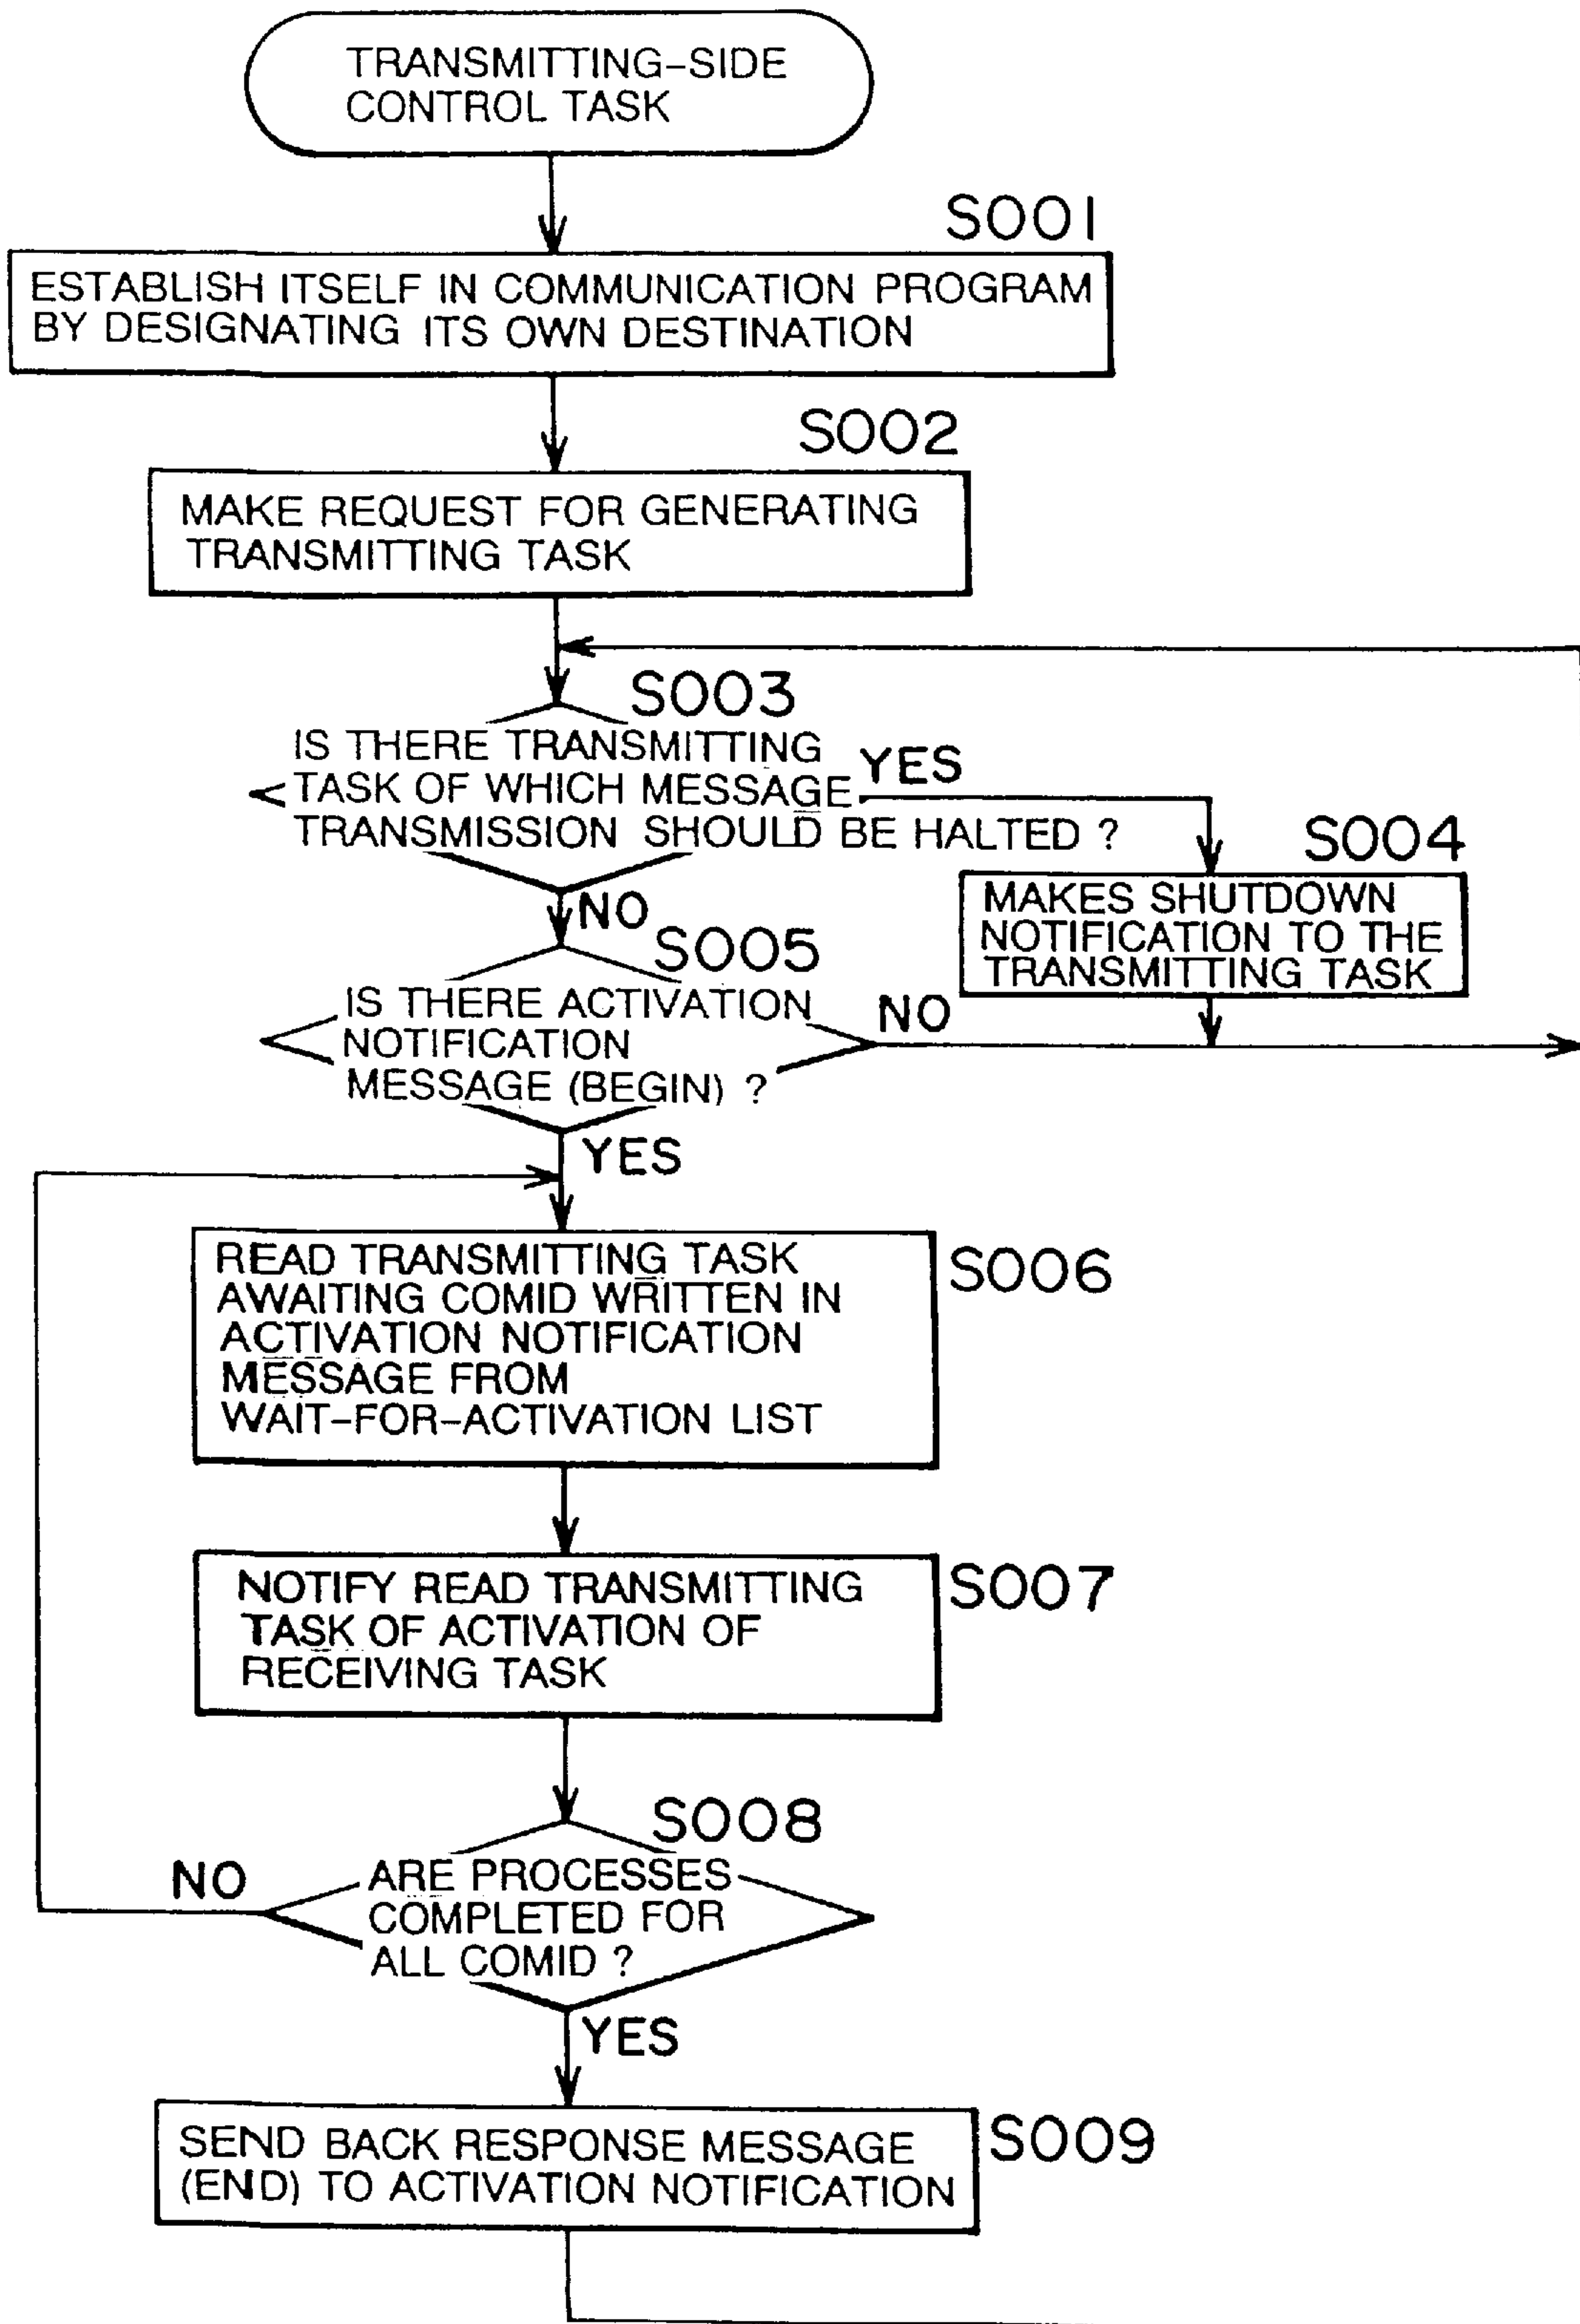 TRANSMITTING-SIDE
CONTROL TASK
S001
ESTABLISH ITSELF IN COMMUNICATION PROGRAM
BY DESIGNATING ITS OWN DESTINATION
S002
MAKE REQUEST FOR GENERATING
TRANSMITTING TASK
S003
IS THERE TRANSMITTING
TASK OF WHICH MESSAGE
TRANSMISSION SHOULD BE HALTED ?
YES
S004
MAKES SHUTDOWN
NOTIFICATION TO THE
TRANSMITTING TASK
NO
S005
IS THERE ACTIVATION
NOTIFICATION
MESSAGE (BEGIN) ?
NO
YES
S006
READ TRANSMITTING TASK
AWAITING COMID WRITTEN IN
ACTIVATION NOTIFICATION
MESSAGE FROM
WAIT-FOR-ACTIVATION LIST
S007
NOTIFY READ TRANSMITTING
TASK OF ACTIVATION OF
RECEIVING TASK
S008
NO
ARE PROCESSES
COMPLETED FOR
ALL COMID ?
YES
S009
SEND BACK RESPONSE MESSAGE
(END) TO ACTIVATION NOTIFICATION